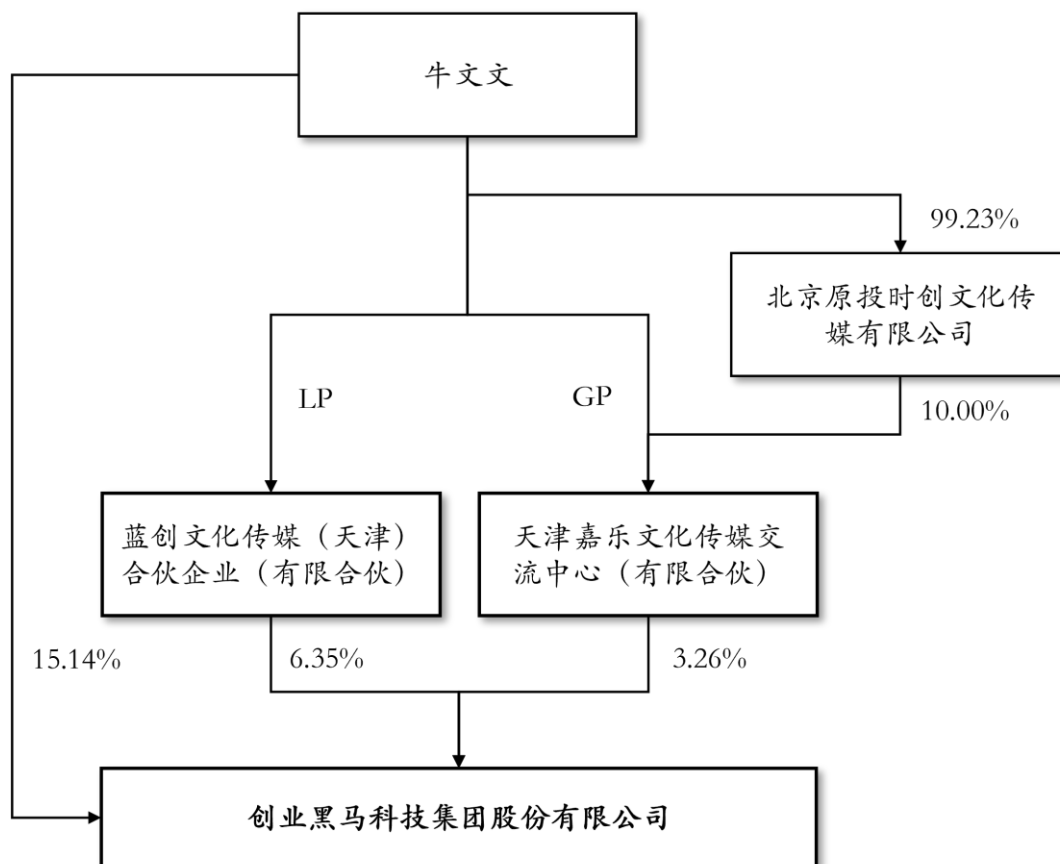 牛文文
99.23%
北京原投时创文化传
媒有限公司
LP
GP
10.00%
蓝创文化传媒（天津）
合伙企业（有限合伙）
天津嘉乐文化传媒交
流中心（有限合伙）
15.14%
6.35%
3.26%
创业黑马科技集团股份有限公司